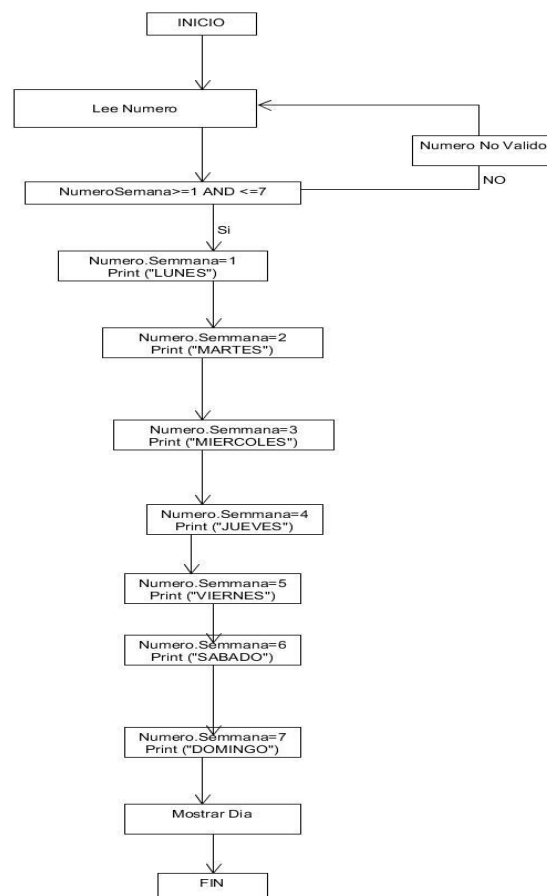 INICIO
Lee Numero
Numero No Valido
NumeroSemana>=1 AND <=7
NO
Si
Numero.Semmana=1
Print ("LUNES")
Numero.Semmana=2
Print ("MARTES")
Numero.Semmana=3
Print ("MIERCOLES")
Numero.Semmana=4
Print ("JUEVES")
Numero.Semmana=5
Print ("VIERNES")
Numero.Semmana=6
Print ("SABADO")
Numero.Semmana=7
Print ("DOMINGO")
Mostrar Dia
FIN